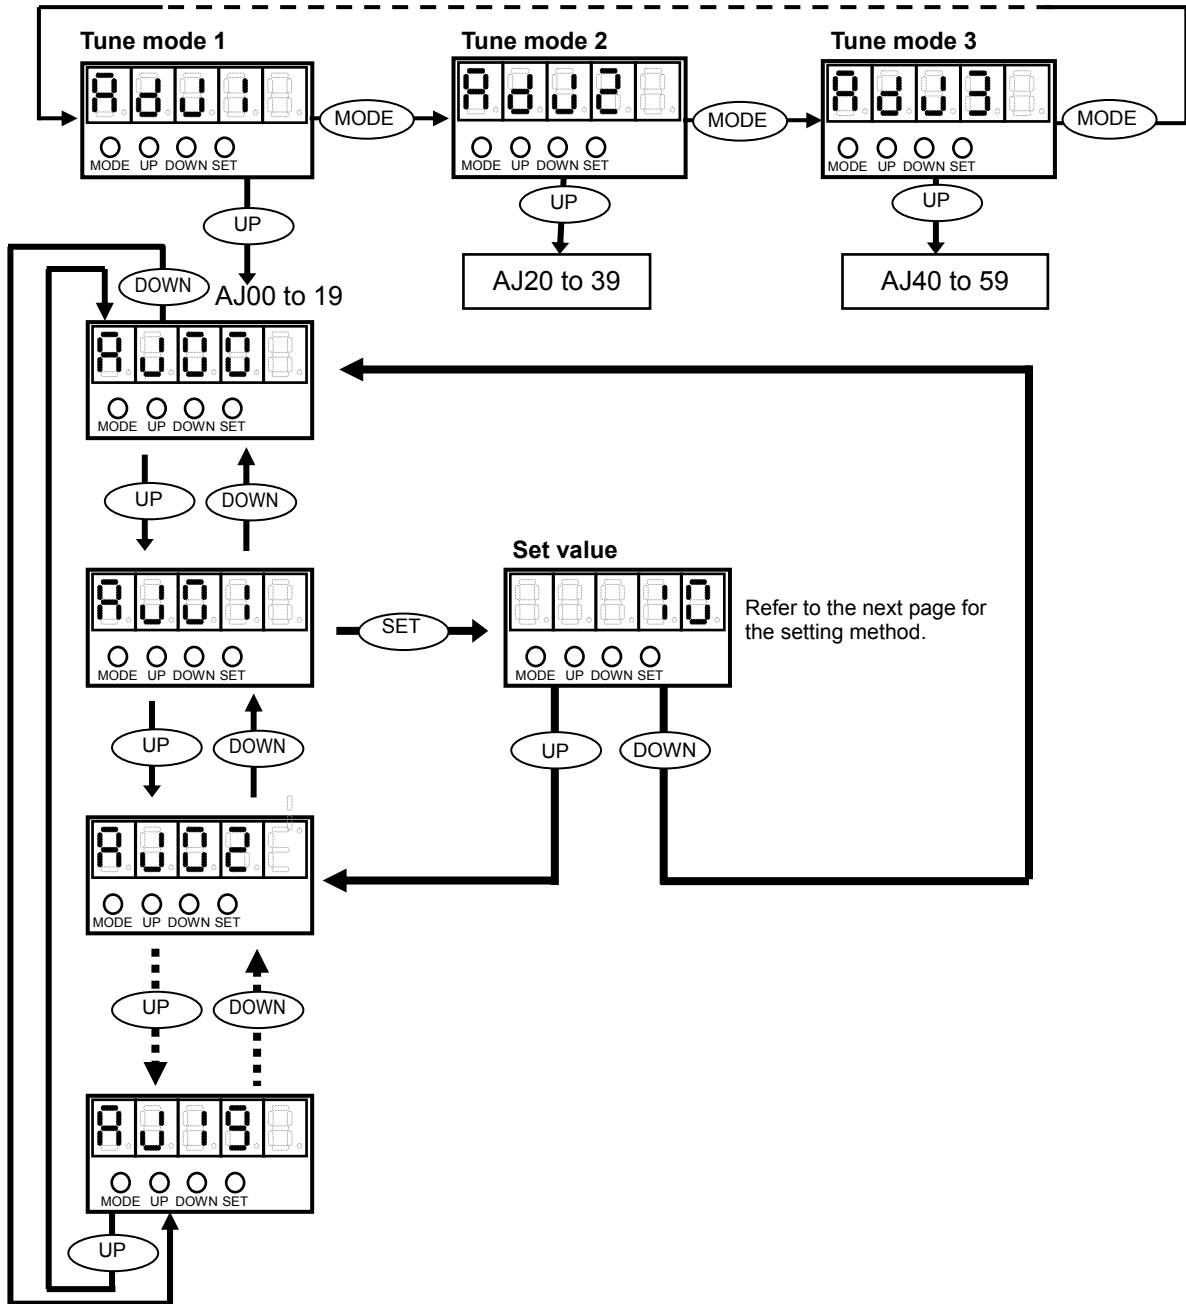 Tune mode 1
Tune mode 2
Tune mode 3
AdJ1
MODE UP DOWN SET
MODE
AdJ2
MODE UP DOWN SET
MODE
AdJ3
MODE UP DOWN SET
MODE
UP
UP
UP
DOWN
AJ00 to 19
AJ20 to 39
AJ40 to 59
AJ00
MODE UP DOWN SET
UP
DOWN
AJ01
MODE UP DOWN SET
SET
Set value
10
MODE UP DOWN SET
Refer to the next page for
the setting method.
UP
DOWN
UP
DOWN
AJ02
MODE UP DOWN SET
UP
DOWN
AJ19
MODE UP DOWN SET
UP